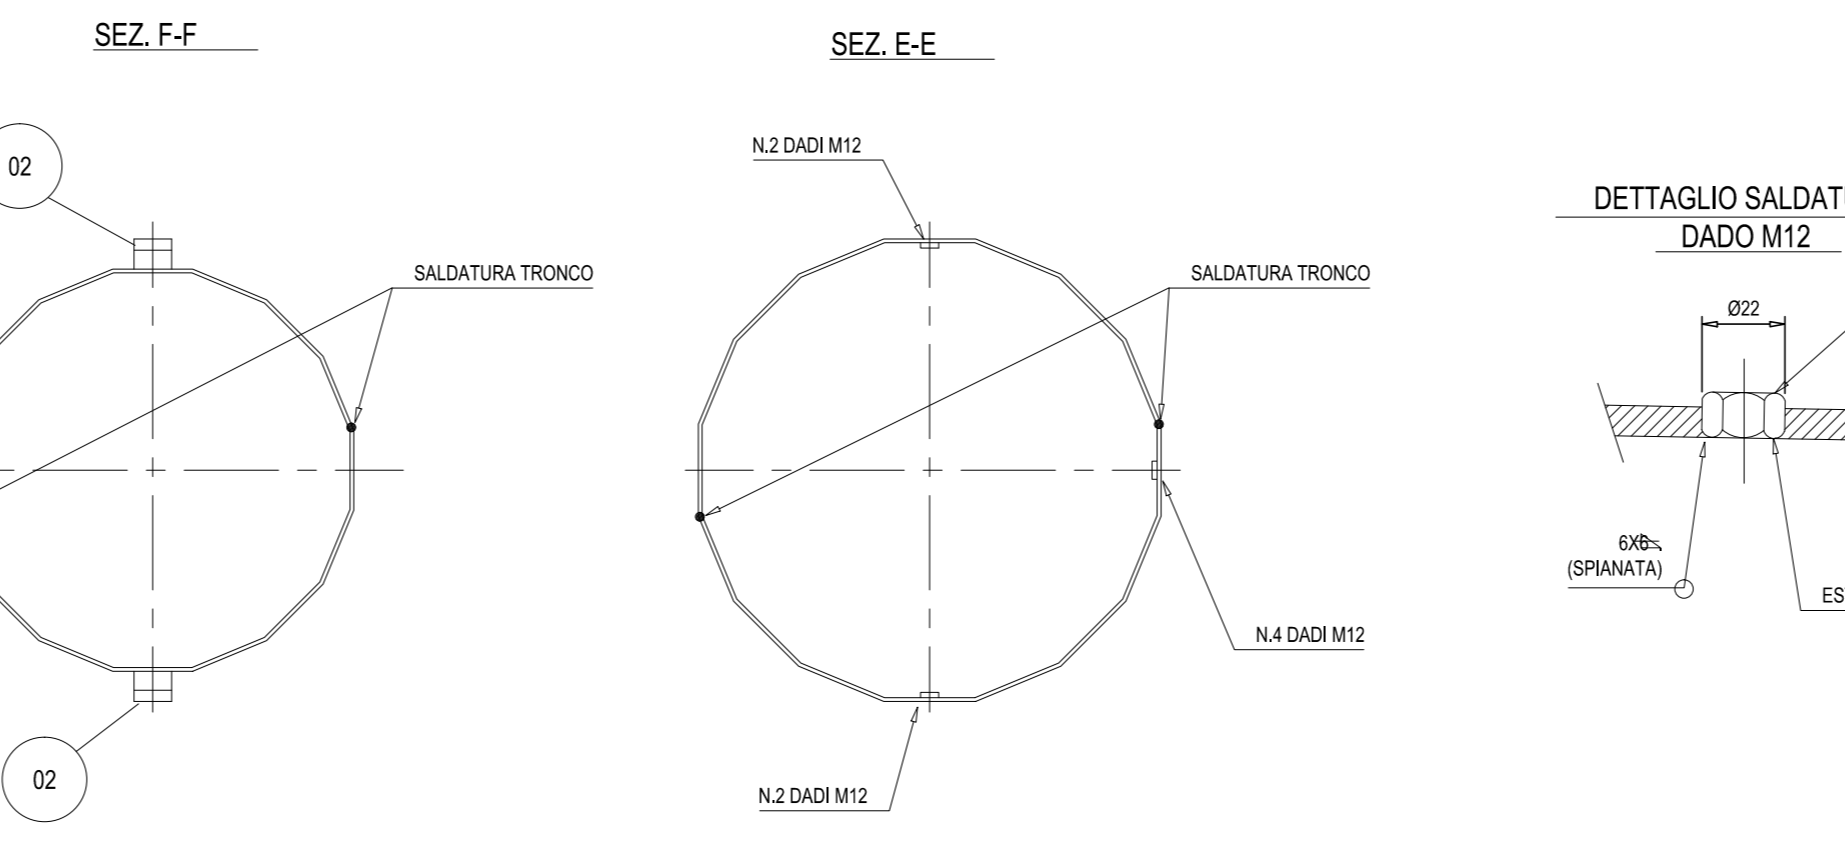 SEZ. F-F
SEZ. E-E
02
N.2 DADI M12
SALDATURA TRONCO
SALDATURA TRONCO
DETTAGLIO SALDATU
DADO M12
Ø22
6X6
(SPIANATA)
ES
N.4 DADI M12
02
N.2 DADI M12